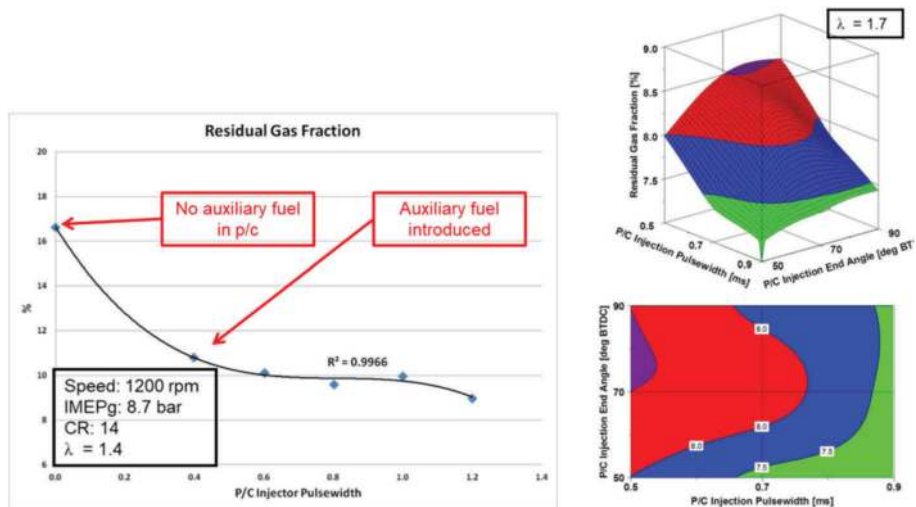 Residual Gas Fraction
20
18
16
14
12
10
8
6
%
No auxiliary fuel
in p/c
Auxiliary fuel
introduced
R² = 0.9966
Speed: 1200 rpm
IMEPg: 8.7 bar
CR: 14
λ = 1.4
0.0 0.2 0.4 0.6 0.8 1.0 1.2 1.4
P/C Injector Pulsewidth
λ = 1.7
Residual Gas Fraction [%]
9.0
8.5
8.0
7.5
0.5
0.7
0.9
P/C Injection Pulsewidth [ms]
50
70
90
P/C Injection End Angle [deg BT
P/C Injection End Angle [deg BTDC]
90
70
50
8.0
8.0
8.0
7.5
7.5
0.5 0.7 0.9
P/C Injection Pulsewidth [ms]